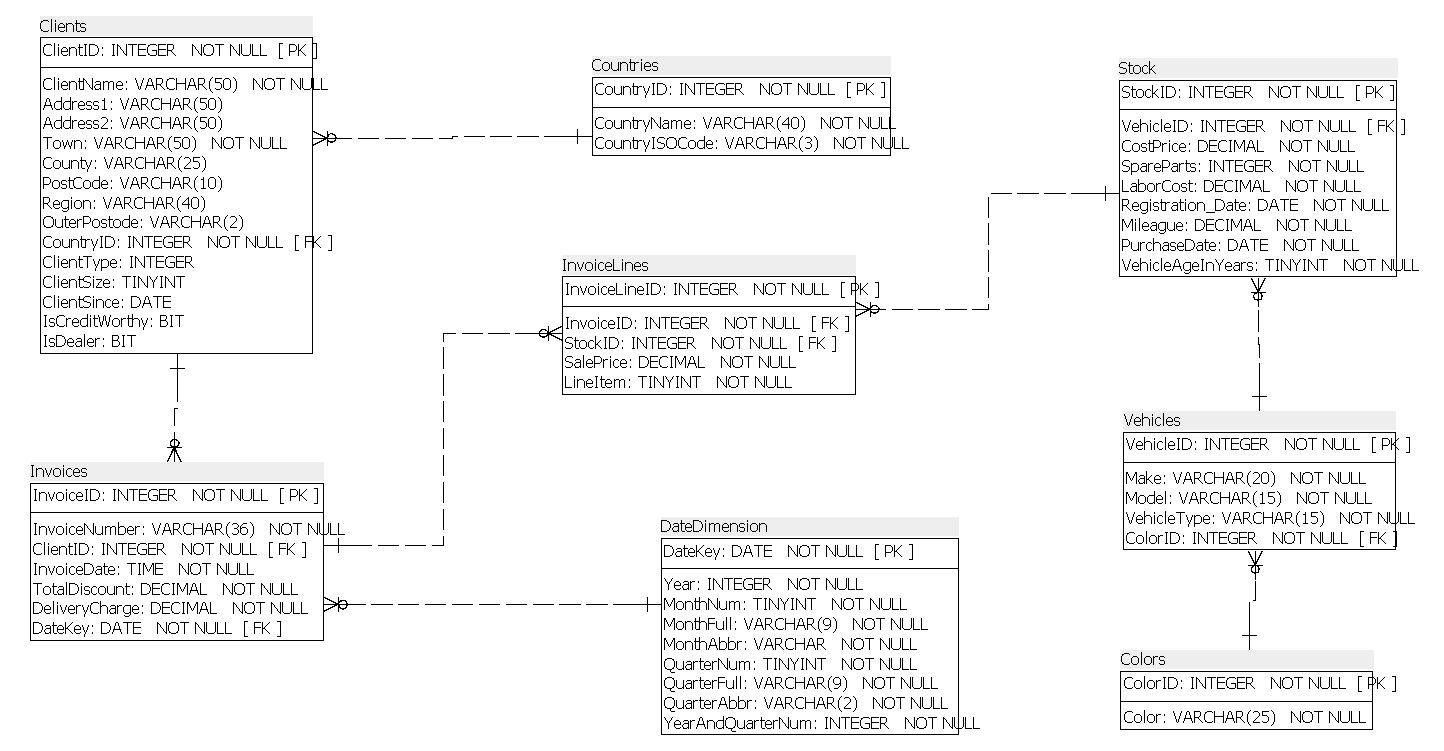 Clients
ClientID: INTEGER NOT NULL [ PK ]
ClientName: VARCHAR(50) NOT NULL
Address1: VARCHAR(50)
Address2: VARCHAR(50)
Town: VARCHAR(50) NOT NULL
County: VARCHAR(25)
PostCode: VARCHAR(10)
Region: VARCHAR(40)
OuterPostode: VARCHAR(2)
CountryID: INTEGER NOT NULL [ FK ]
ClientType: INTEGER
ClientSize: TINYINT
ClientSince: DATE
IsCreditWorthy: BIT
IsDealer: BIT
Countries
CountryID: INTEGER NOT NULL [ PK ]
CountryName: VARCHAR(40) NOT NULL
CountryISOCode: VARCHAR(3) NOT NULL
Stock
StockID: INTEGER NOT NULL [ PK ]
VehicleID: INTEGER NOT NULL [ FK ]
CostPrice: DECIMAL NOT NULL
SpareParts: INTEGER NOT NULL
LaborCost: DECIMAL NOT NULL
Registration_Date: DATE NOT NULL
Mileague: DECIMAL NOT NULL
PurchaseDate: DATE NOT NULL
VehicleAgeInYears: TINYINT NOT NULL
InvoiceLines
InvoiceLineID: INTEGER NOT NULL [ PK ]
InvoiceID: INTEGER NOT NULL [ FK ]
StockID: INTEGER NOT NULL [ FK ]
SalePrice: DECIMAL NOT NULL
LineItem: TINYINT NOT NULL
Vehicles
VehicleID: INTEGER NOT NULL [ PK ]
Make: VARCHAR(20) NOT NULL
Model: VARCHAR(15) NOT NULL
VehicleType: VARCHAR(15) NOT NULL
ColorID: INTEGER NOT NULL [ FK ]
Invoices
InvoiceID: INTEGER NOT NULL [ PK ]
InvoiceNumber: VARCHAR(36) NOT NULL
ClientID: INTEGER NOT NULL [ FK ]
InvoiceDate: TIME NOT NULL
TotalDiscount: DECIMAL NOT NULL
DeliveryCharge: DECIMAL NOT NULL
DateKey: DATE NOT NULL [ FK ]
DateDimension
DateKey: DATE NOT NULL [ PK ]
Year: INTEGER NOT NULL
MonthNum: TINYINT NOT NULL
MonthFull: VARCHAR(9) NOT NULL
MonthAbbr: VARCHAR NOT NULL
QuarterNum: TINYINT NOT NULL
QuarterFull: VARCHAR(9) NOT NULL
QuarterAbbr: VARCHAR(2) NOT NULL
YearAndQuarterNum: INTEGER NOT NULL
Colors
ColorID: INTEGER NOT NULL [ PK ]
Color: VARCHAR(25) NOT NULL